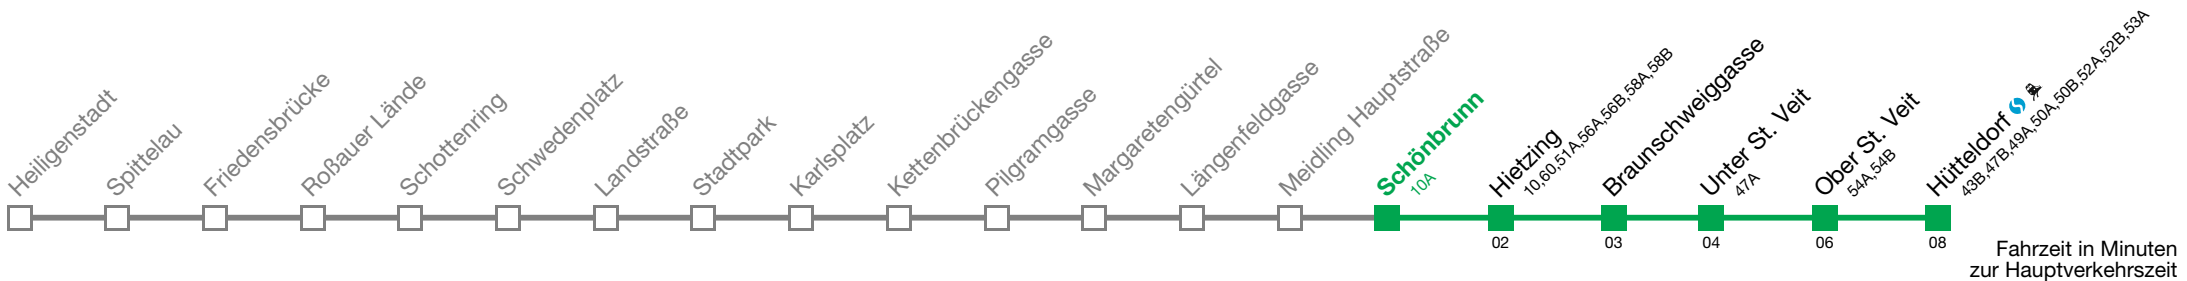 Heiligenstadt
Spittelau
Friedensbrücke
Roßauer Lände
Schottenring
Schwedenplatz
Landstraße
Stadtpark
Karlsplatz
Kettenbrückengasse
Pilgramgasse
Margaretengürtel
Längenfeldgasse
Meidling Hauptstraße
Schönbrunn
10A
Hietzing
10,60,51A,56A,56B,58A,58B
02
Braunschweiggasse
03
Unter St. Veit
47A
04
Ober St. Veit
54A,54B
06
Hütteldorf
43B,47B,49A,50A,50B,52A,52B,53A
08
Fahrzeit in Minuten
zur Hauptverkehrszeit